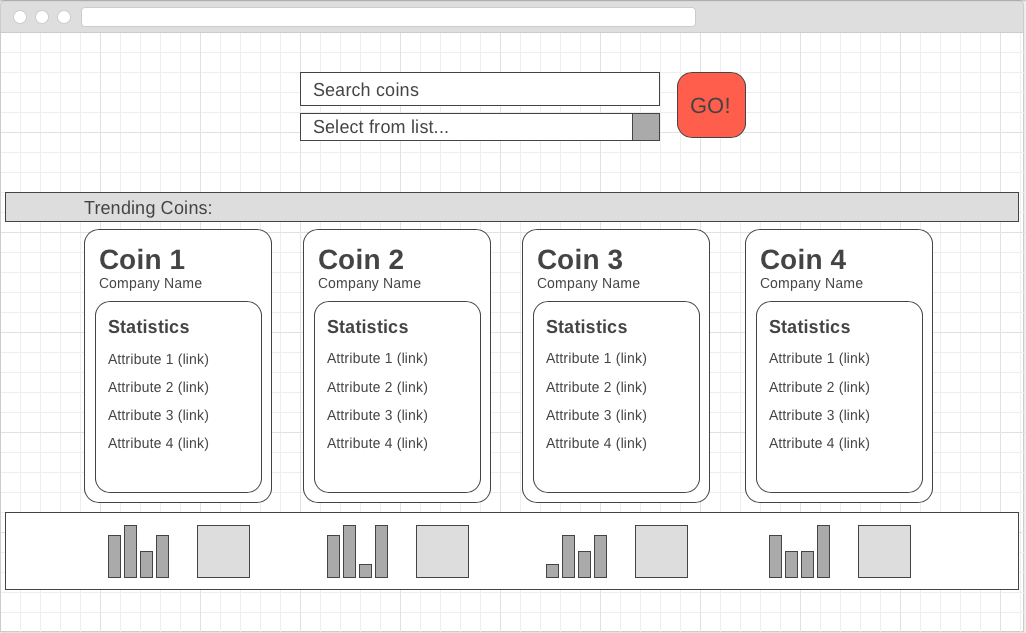 Search coins
GO!
Select from list...
Trending Coins:
Coin 1
Company Name
Statistics
Attribute 1 (link)
Attribute 2 (link)
Attribute 3 (link)
Attribute 4 (link)
Coin 2
Company Name
Statistics
Attribute 1 (link)
Attribute 2 (link)
Attribute 3 (link)
Attribute 4 (link)
Coin 3
Company Name
Statistics
Attribute 1 (link)
Attribute 2 (link)
Attribute 3 (link)
Attribute 4 (link)
Coin 4
Company Name
Statistics
Attribute 1 (link)
Attribute 2 (link)
Attribute 3 (link)
Attribute 4 (link)